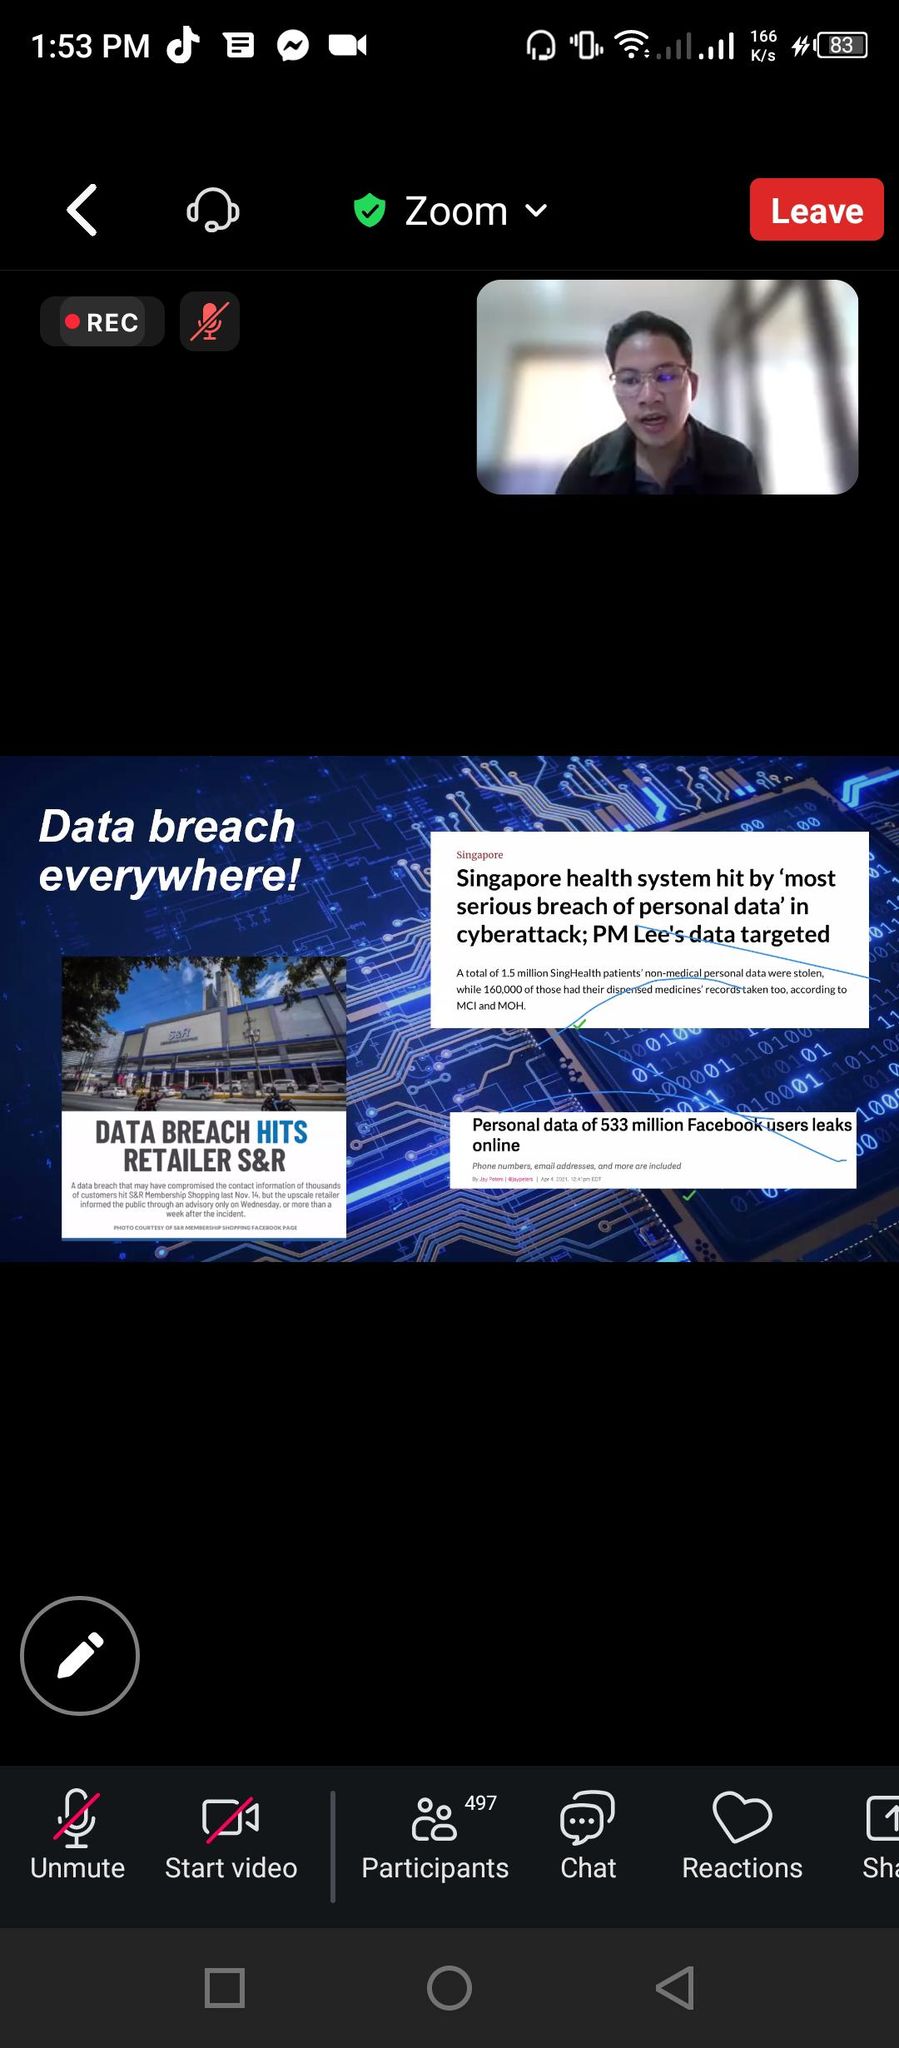 1:53 PM
166
K/s
83
Zoom
Leave
REC
Data breach
everywhere!
Singapore
Singapore health system hit by ‘most
serious breach of personal data’ in
cyberattack; PM Lee's data targeted
A total of 1.5 million SingHealth patients’ non-medical personal data were stolen,
while 160,000 of those had their dispensed medicines’ records taken too, according to
MCI and MOH.
S&R
DATA BREACH HITS
RETAILER S&R
A data breach that may have compromised the contact information of thousands
of customers hit S&R Membership Shopping last Nov. 14, but the upscale retailer
informed the public through an advisory only on Wednesday, or more than a
week after the incident.
PHOTO COURTESY OF S&R MEMBERSHIP SHOPPING FACEBOOK PAGE
Personal data of 533 million Facebook users leaks
online
Phone numbers, email addresses, and more are included
By Jay Peters | @jaypeters | Apr 4, 2021, 12:41pm EDT
497
Unmute
Start video
Participants
Chat
Reactions
Sha